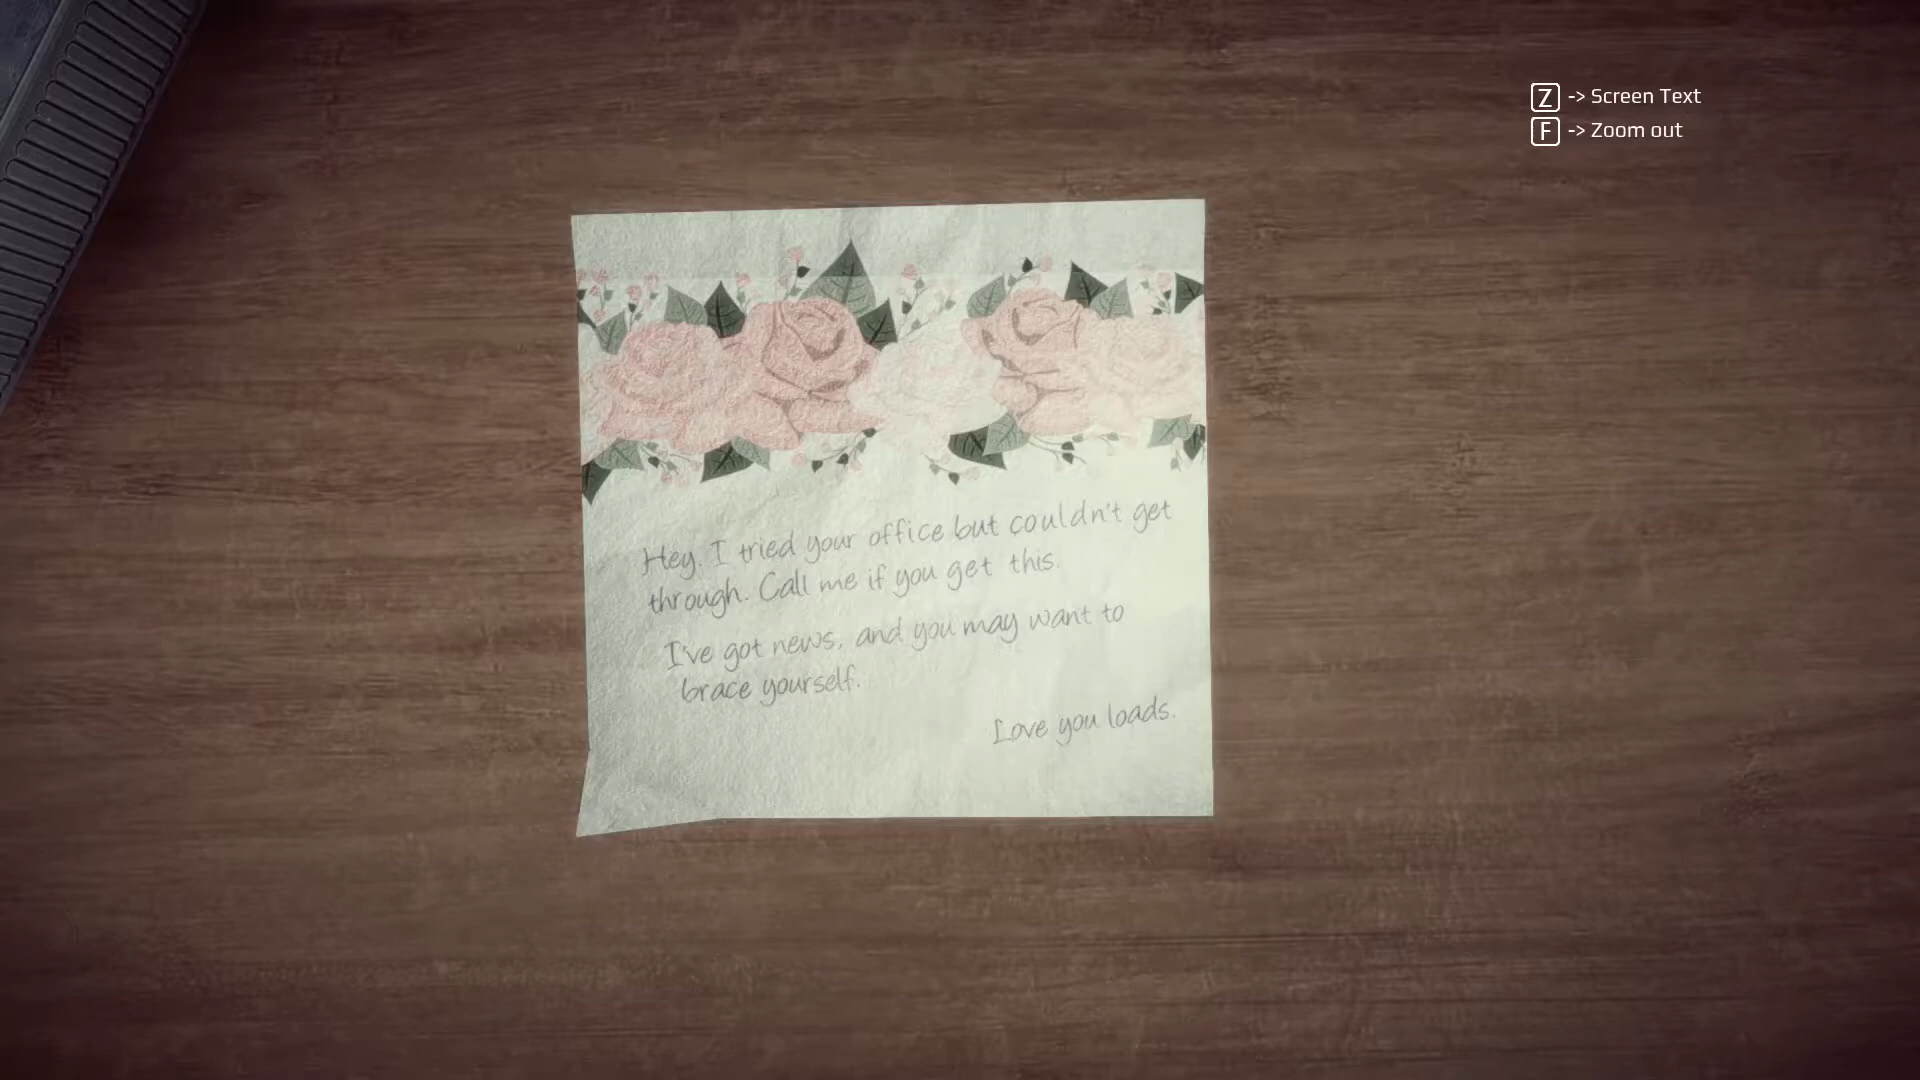 Z -> Screen Text
F -> Zoom out
Hey. I tried your office but couldn't get
through. Call me if you get this.
I've got news, and you may want to
brace yourself.
Love you loads.